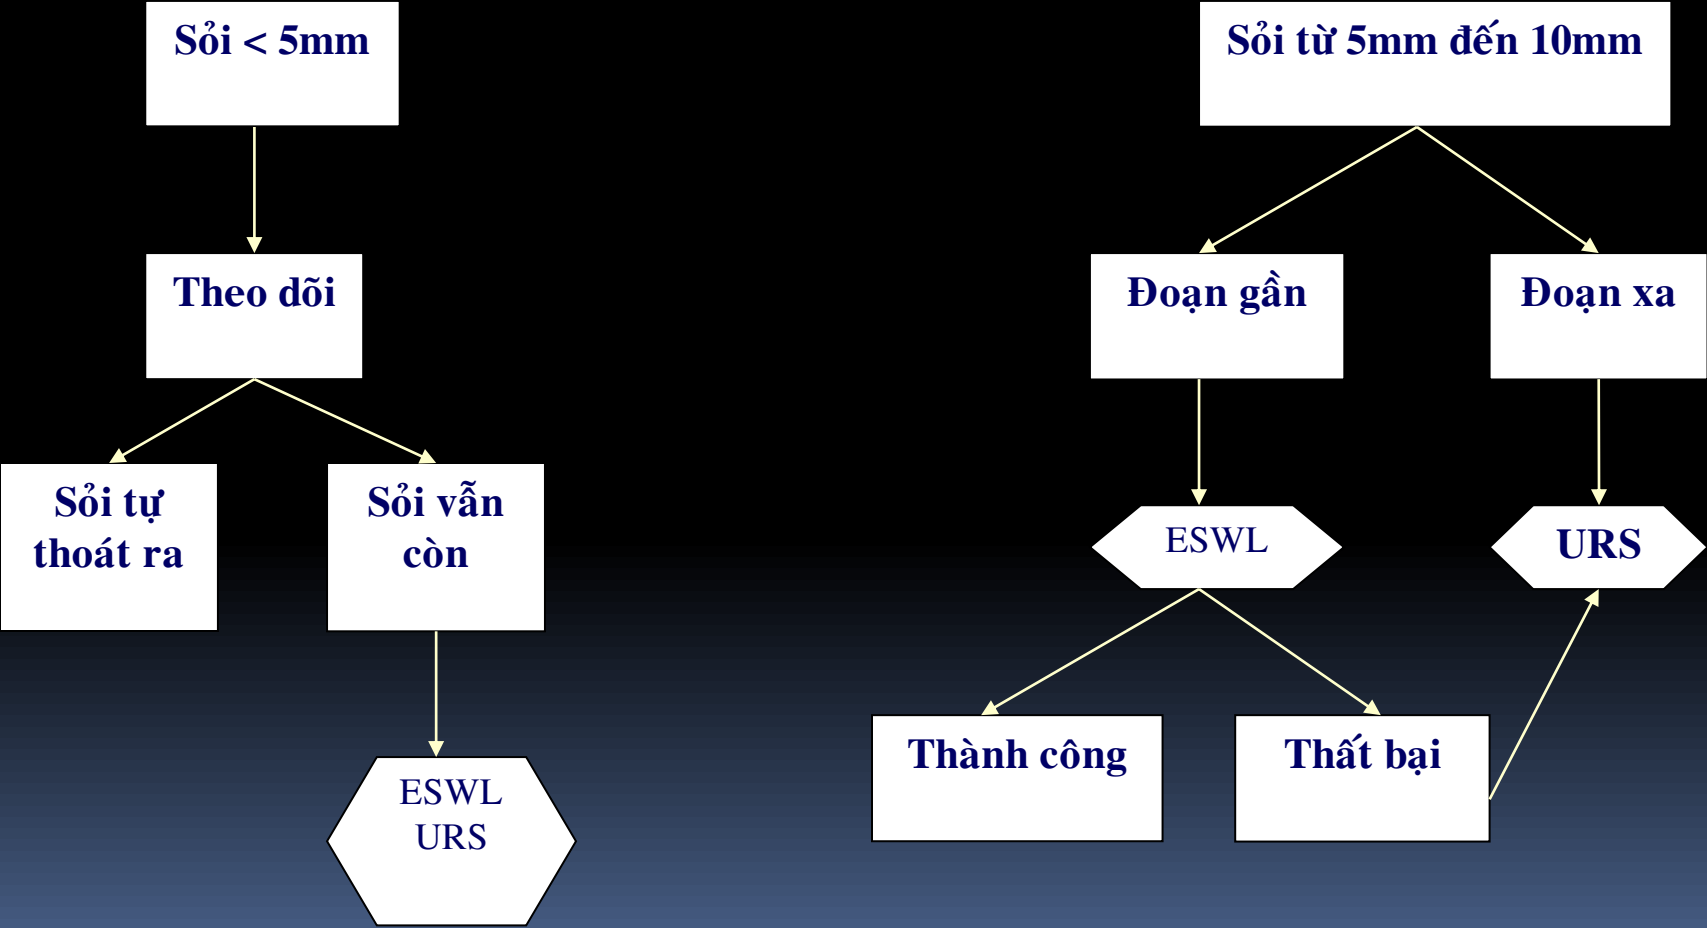 Sỏi < 5mm
Sỏi từ 5mm đến 10mm
Theo dõi
Đoạn gần
Đoạn xa
Sỏi tự
thoát ra
Sỏi vẫn
còn
ESWL
URS
Thành công
Thất bại
ESWL
URS